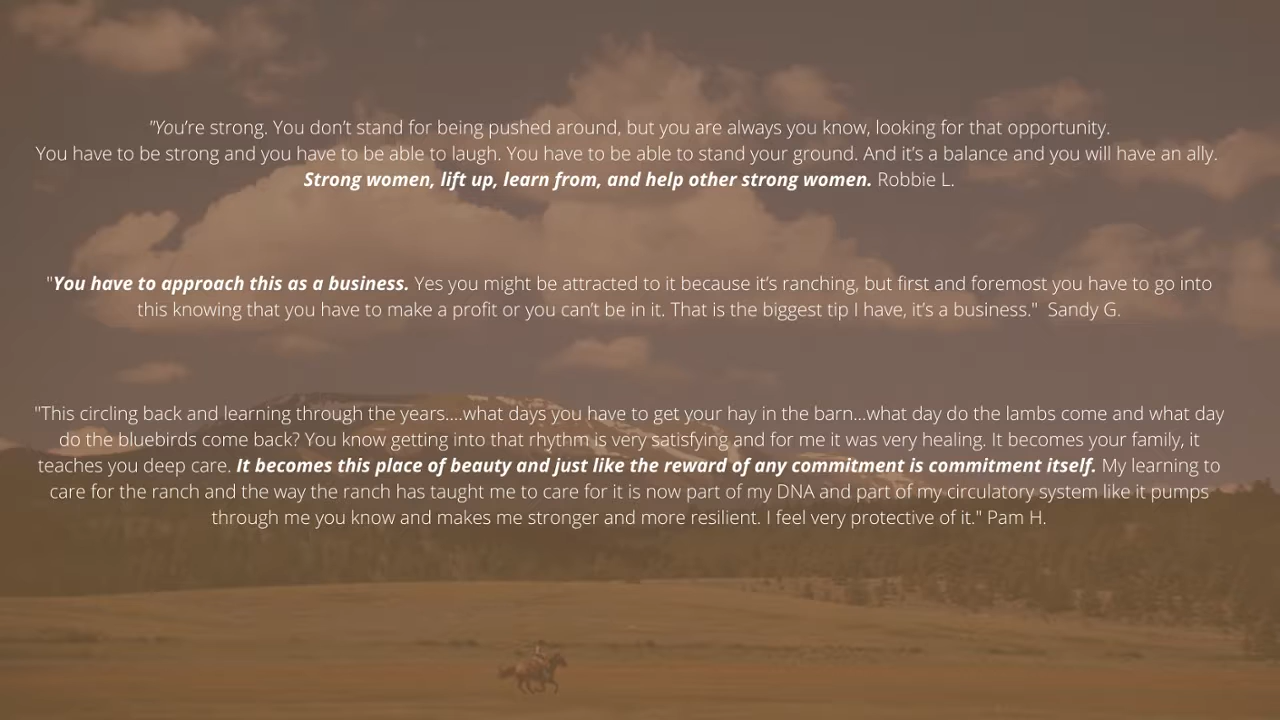 "You’re strong. You don’t stand for being pushed around, but you are always you know, looking for that opportunity.
You have to be strong and you have to be able to laugh. You have to be able to stand your ground. And it’s a balance and you will have an ally.
Strong women, lift up, learn from, and help other strong women. Robbie L.
"You have to approach this as a business. Yes you might be attracted to it because it’s ranching, but first and foremost you have to go into
this knowing that you have to make a profit or you can’t be in it. That is the biggest tip I have, it’s a business."  Sandy G.
"This circling back and learning through the years....what days you have to get your hay in the barn...what day do the lambs come and what day
do the bluebirds come back? You know getting into that rhythm is very satisfying and for me it was very healing. It becomes your family, it
teaches you deep care. It becomes this place of beauty and just like the reward of any commitment is commitment itself. My learning to
care for the ranch and the way the ranch has taught me to care for it is now part of my DNA and part of my circulatory system like it pumps
through me you know and makes me stronger and more resilient. I feel very protective of it." Pam H.